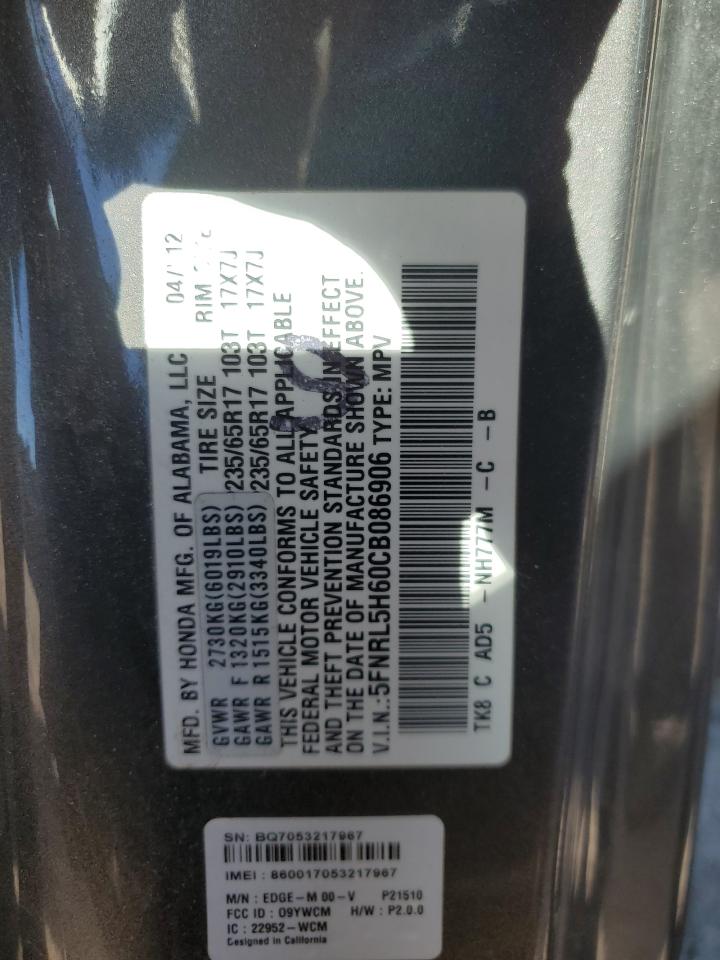 MFD. BY HONDA MFG. OF ALABAMA, LLC 12
TIRE SIZE RIM
GVWR 2730KG(6019LBS)
GAWR F 1320KG(2910LBS) 235/65R17 103T 17X7J
GAWR R 1515KG(3340LBS) 235/65R17 103T 17X7J
THIS VEHICLE CONFORMS TO ALL APPLICABLE
FEDERAL MOTOR VEHICLE SAFETY
AND THEFT PREVENTION STANDARDS IN EFFECT
ON THE DATE OF MANUFACTURE SHOWN ABOVE.
V.I.N.:5FNRL5H60CB086906 TYPE: MPV
TK8 C AD5 -NH777M -C -B
SN: BQ7053217967
IMEI : 860017053217967
M/N : EDGE-M 00-V P21510
FCC ID : O9YWCM H/W : P2.0.0
IC : 22952-WCM
Designed in California